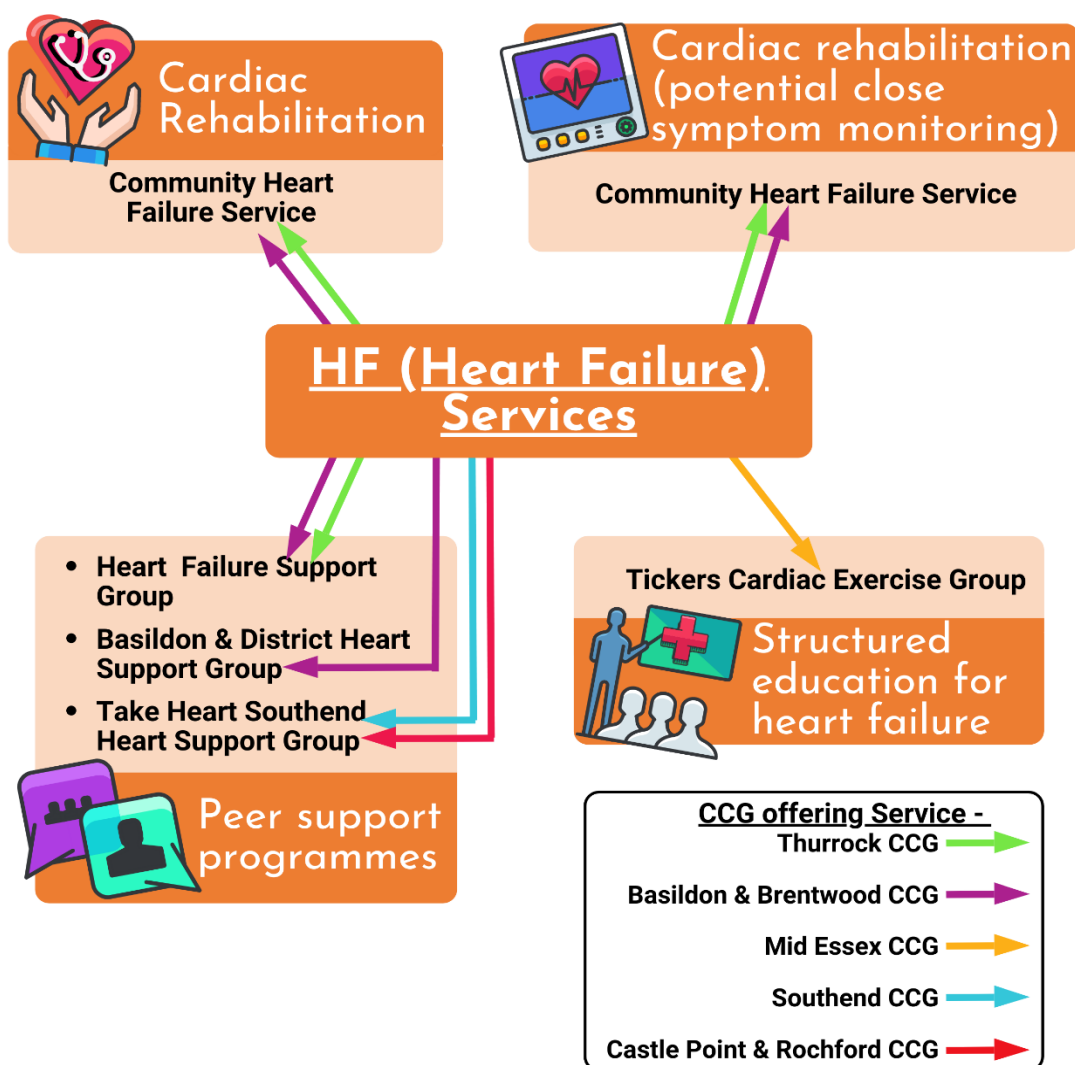 Cardiac
Rehabilitation
Community Heart
Failure Service
Cardiac rehabilitation
(potential close
symptom monitoring)
Community Heart Failure Service
HF (Heart Failure)
Services
• Heart Failure Support
Group
• Basildon & District Heart
Support Group
• Take Heart Southend
Heart Support Group
Peer support
programmes
Tickers Cardiac Exercise Group
Structured
education for
heart failure
CCG offering Service -
Thurrock CCG
Basildon & Brentwood CCG
Mid Essex CCG
Southend CCG
Castle Point & Rochford CCG